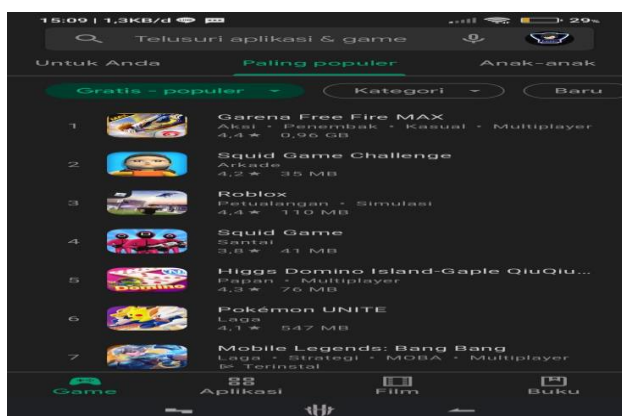 15:09 | 1,3KB/d
29%
Telusuri aplikasi & game
Untuk Anda
Paling populer
Anak-anak
Gratis - populer
Kategori
Baru
1
Garena Free Fire MAX
Aksi • Penembak • Kasual • Multiplayer
4,4★ 0,96 GB
2
Squid Game Challenge
Arkade
4,2★ 35 MB
3
Roblox
Petualangan • Simulasi
4,4★ 110 MB
4
Squid Game
Santai
3,8★ 41 MB
5
Higgs Domino Island-Gaple QiuQiu...
Papan • Multiplayer
4,3★ 76 MB
6
Pokémon UNITE
Laga
4,1★ 547 MB
7
Mobile Legends: Bang Bang
Laga • Strategi • MOBA • Multiplayer
Terinstal
Game
Aplikasi
Film
Buku